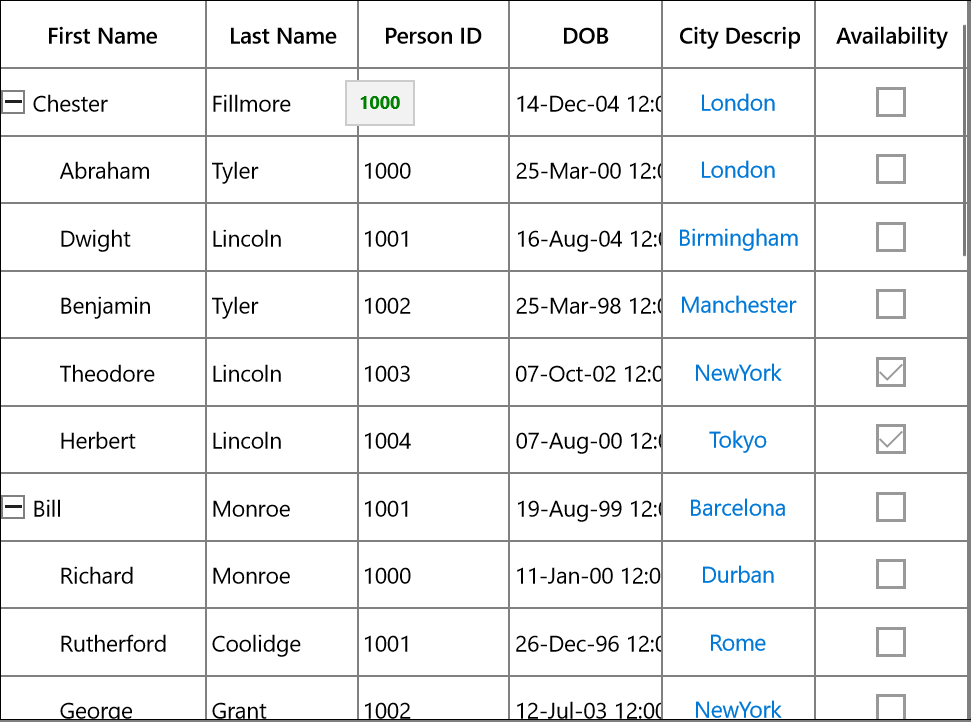 First Name Last Name Person ID DOB City Descrip Availability
Chester Fillmore 1000 14-Dec-04 12:0 London
Abraham Tyler 1000 25-Mar-00 12:0 London
Dwight Lincoln 1001 16-Aug-04 12:0 Birmingham
Benjamin Tyler 1002 25-Mar-98 12:0 Manchester
Theodore Lincoln 1003 07-Oct-02 12:0 NewYork
Herbert Lincoln 1004 07-Aug-00 12:0 Tokyo
Bill Monroe 1001 19-Aug-99 12:0 Barcelona
Richard Monroe 1000 11-Jan-00 12:0 Durban
Rutherford Coolidge 1001 26-Dec-96 12:0 Rome
George Grant 1002 12-Jul-03 12:00 NewYork